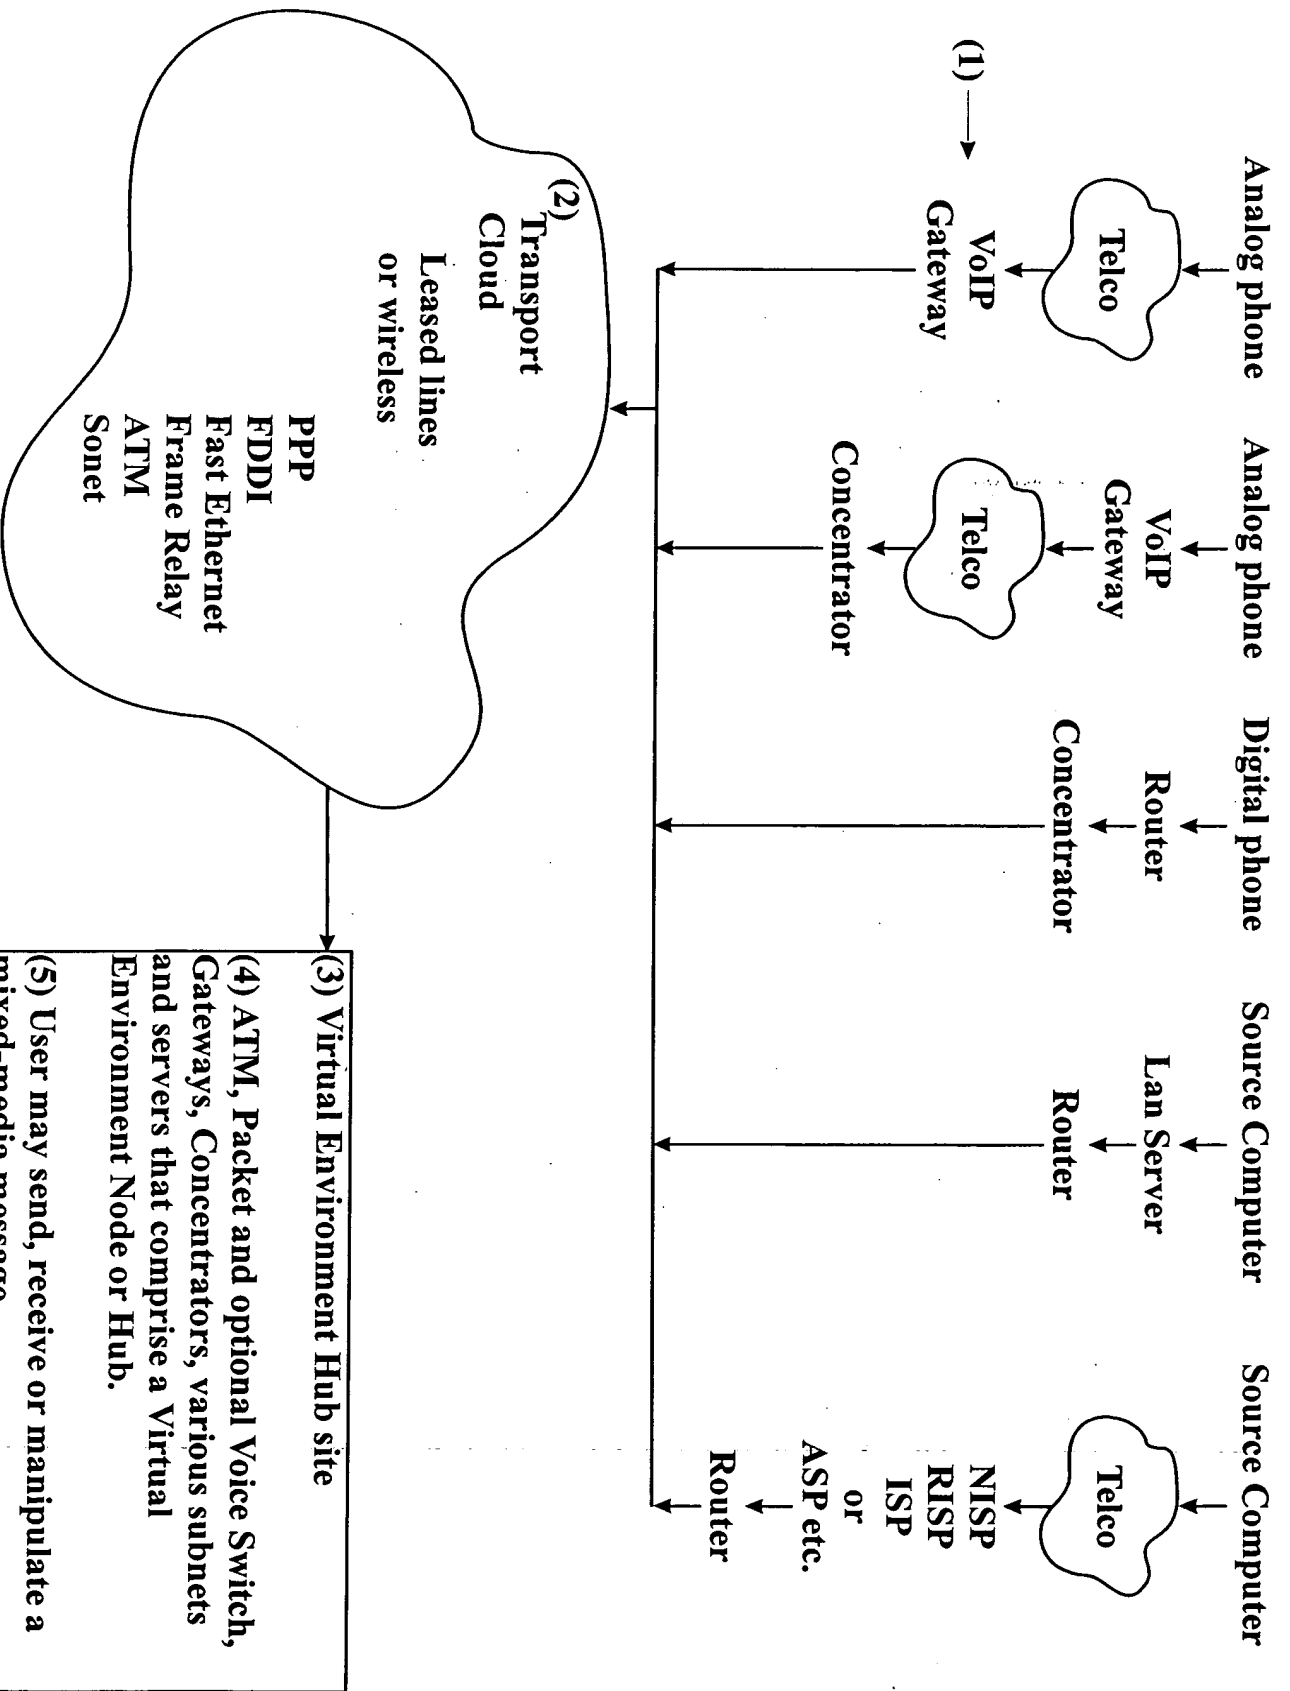 Analog phone
Analog phone
Digital phone
Source Computer
Source Computer
Telco
VoIP
Gateway
Router
Lan Server
Telco
(1)
VoIP
Gateway
Telco
Concentrator
Concentrator
Router
NISP
RISP
ISP
or
ASP etc.
Router
(2)
Transport
Cloud
Leased lines
or wireless
PPP
FDDI
Fast Ethernet
Frame Relay
ATM
Sonet
(3) Virtual Environment Hub site
(4) ATM, Packet and optional Voice Switch,
Gateways, Concentrators, various subnets
and servers that comprise a Virtual
Environment Node or Hub.
(5) User may send, receive or manipulate a
mixed-media message